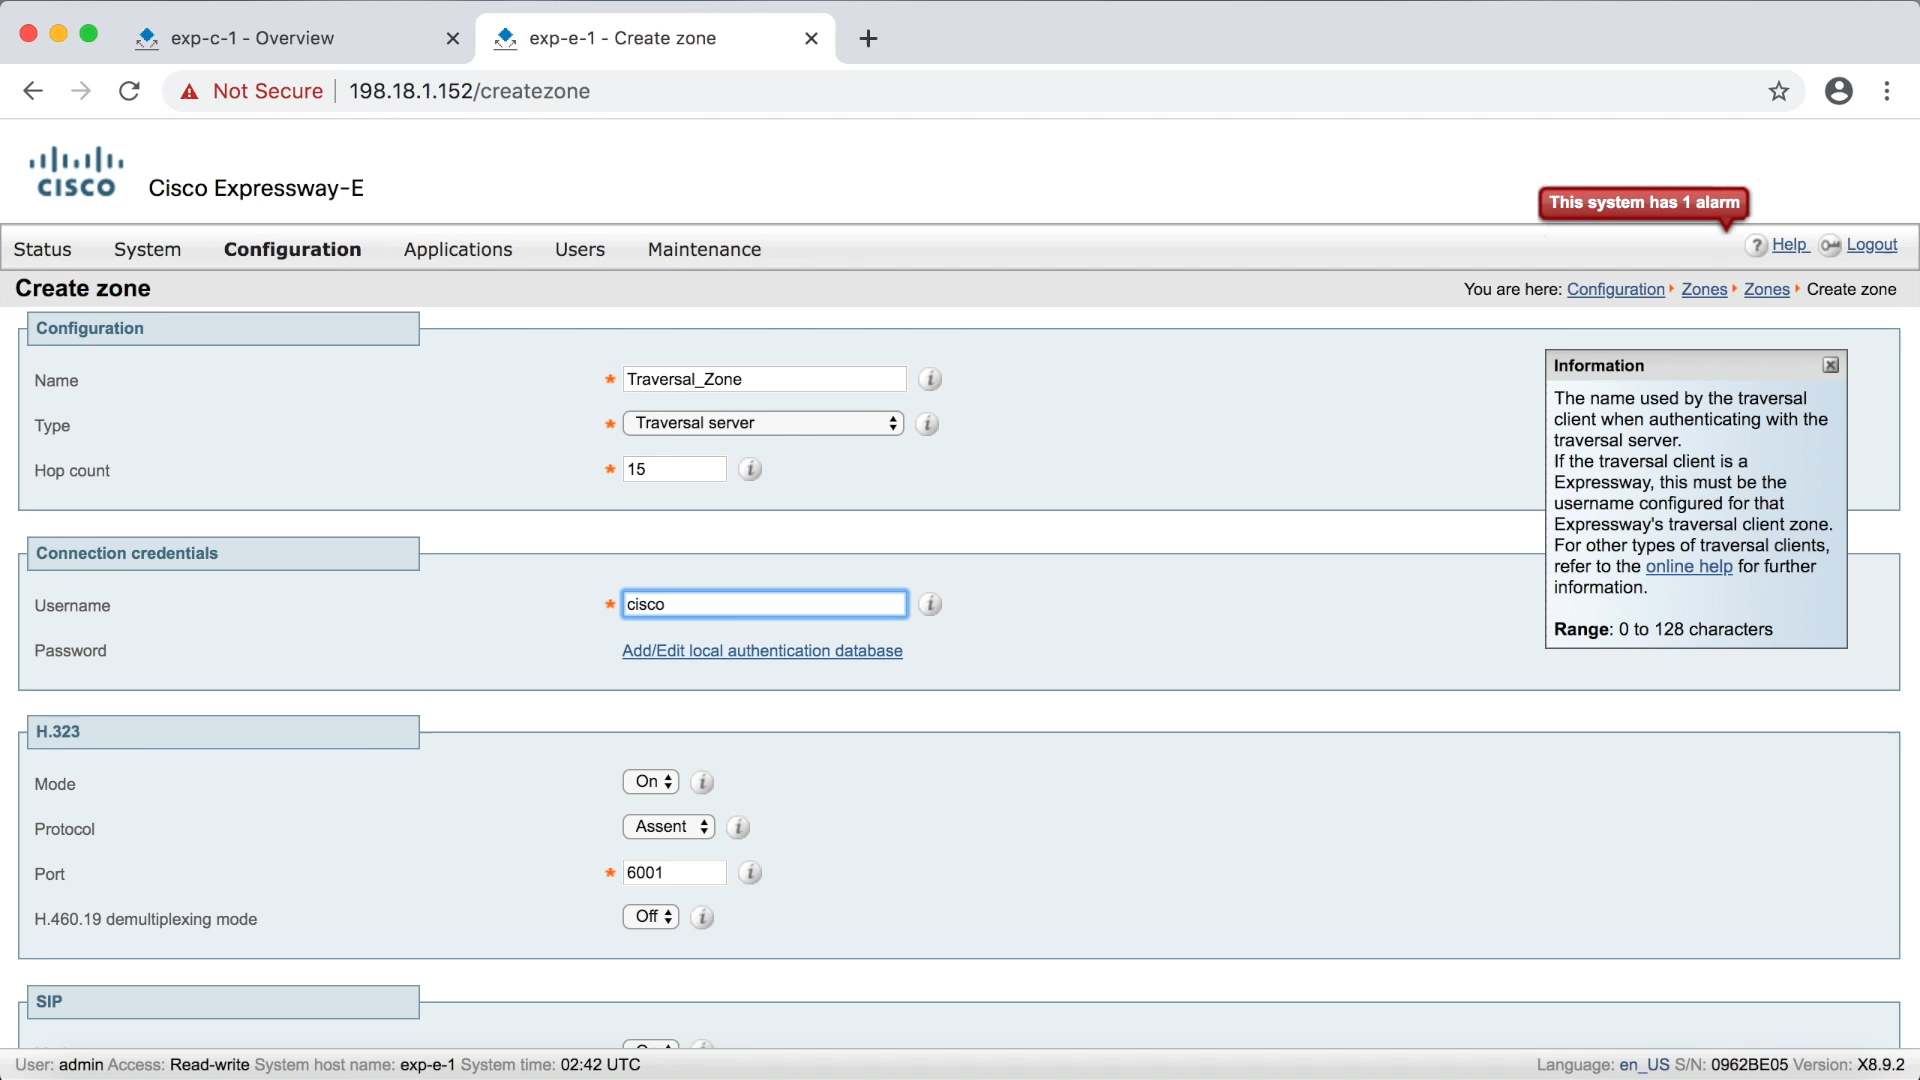 exp-c-1 - Overview
exp-e-1 - Create zone
Not Secure
198.18.1.152/createzone
CISCO
Cisco Expressway-E
This system has 1 alarm
Status
System
Configuration
Applications
Users
Maintenance
? Help
Logout
Create zone
You are here: Configuration Zones Zones Create zone
Configuration
Name * Traversal_Zone i
Type * Traversal server i
Hop count * 15 i
Information
The name used by the traversal
client when authenticating with the
traversal server.
If the traversal client is a
Expressway, this must be the
username configured for that
Expressway's traversal client zone.
For other types of traversal clients,
refer to the online help for further
information.
Range: 0 to 128 characters
Connection credentials
Username * cisco i
Password Add/Edit local authentication database
H.323
Mode On i
Protocol Assent i
Port * 6001 i
H.460.19 demultiplexing mode Off i
SIP
User: admin Access: Read-write System host name: exp-e-1 System time: 02:42 UTC
Language: en_US S/N: 0962BE05 Version: X8.9.2